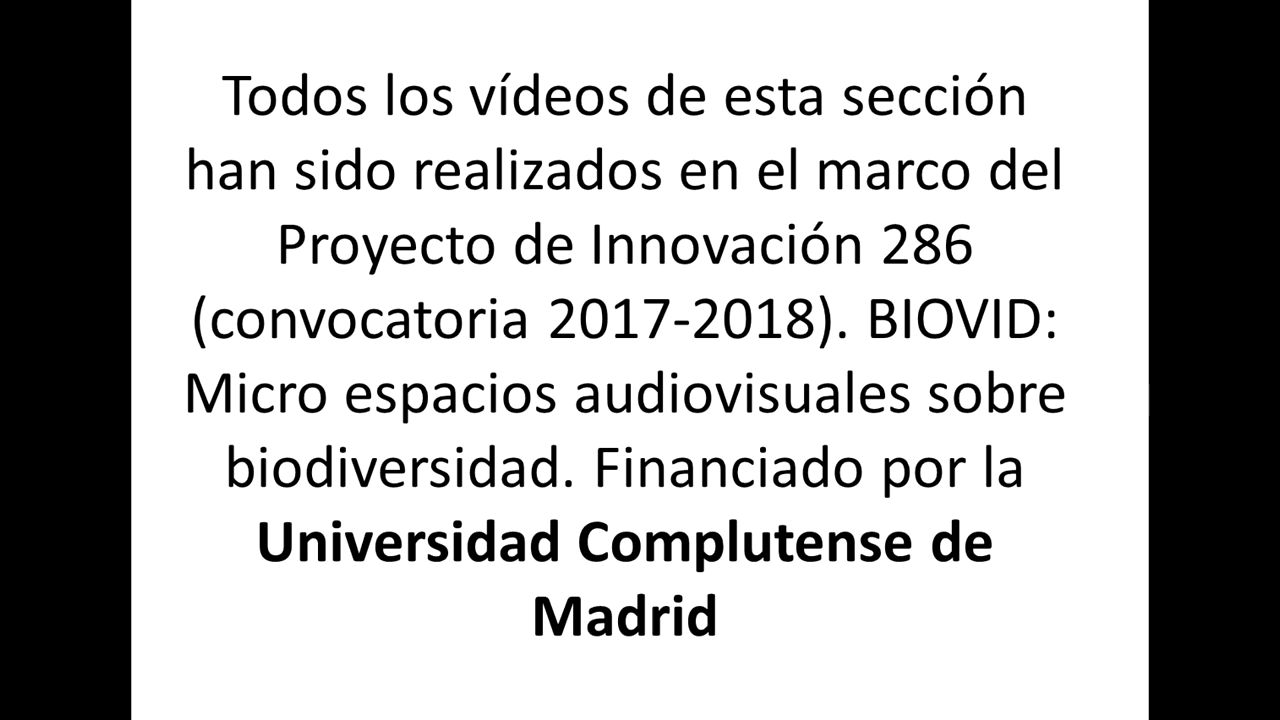 Todos los vídeos de esta sección
han sido realizados en el marco del
Proyecto de Innovación 286
(convocatoria 2017-2018). BIOVID:
Micro espacios audiovisuales sobre
biodiversidad. Financiado por la
Universidad Complutense de
Madrid